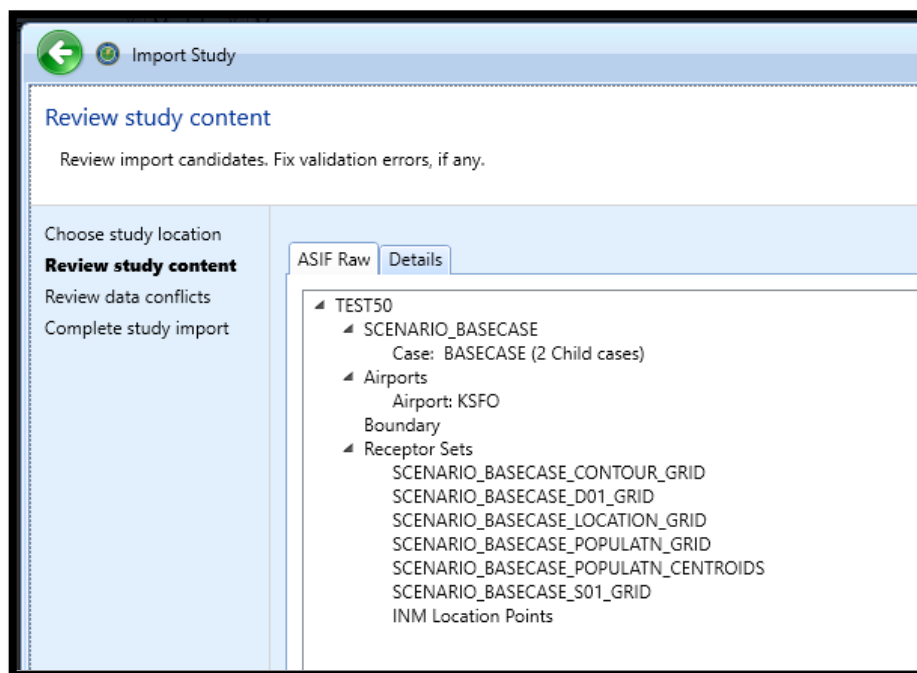 Import Study
Review study content
Review import candidates. Fix validation errors, if any.
Choose study location
Review study content
Review data conflicts
Complete study import
ASIF Raw
Details
TEST50
SCENARIO_BASECASE
Case: BASECASE (2 Child cases)
Airports
Airport: KSFO
Boundary
Receptor Sets
SCENARIO_BASECASE_CONTOUR_GRID
SCENARIO_BASECASE_D01_GRID
SCENARIO_BASECASE_LOCATION_GRID
SCENARIO_BASECASE_POPULATN_GRID
SCENARIO_BASECASE_POPULATN_CENTROIDS
SCENARIO_BASECASE_S01_GRID
INM Location Points